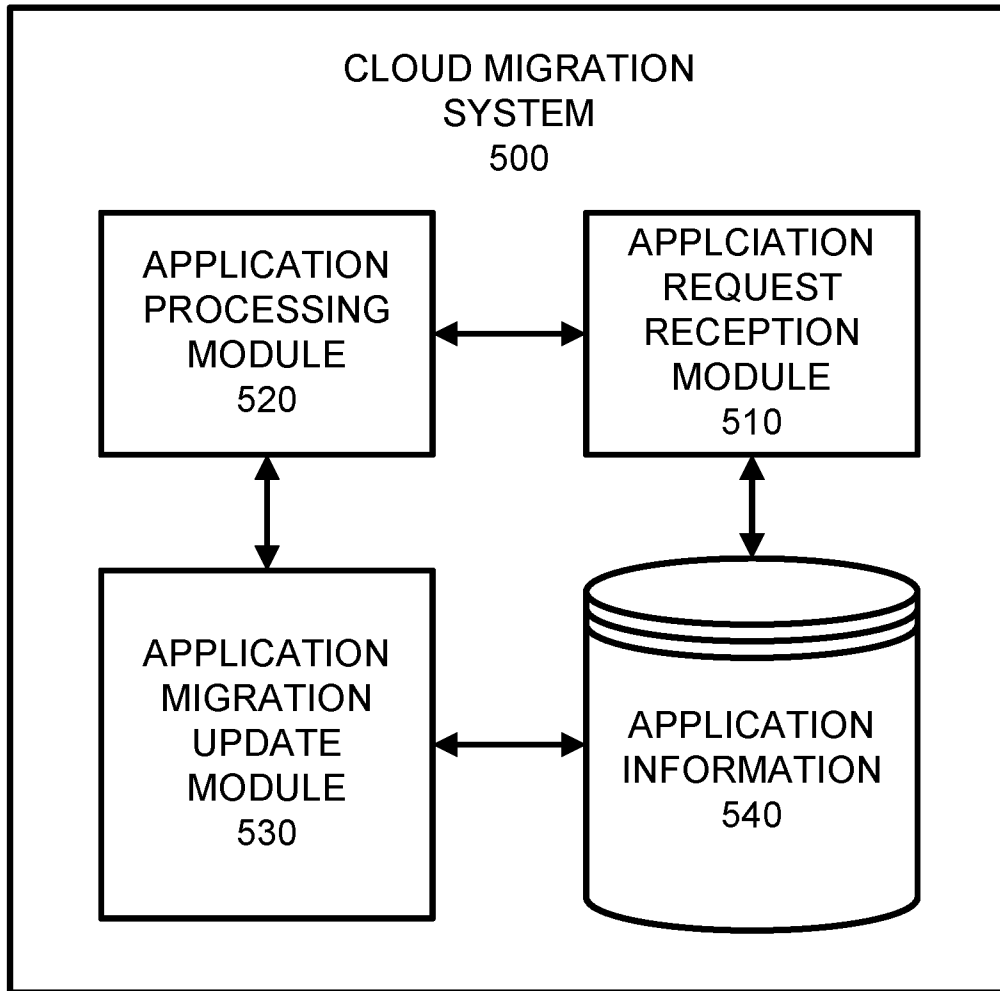 CLOUD MIGRATION
SYSTEM
500
APPLICATION
PROCESSING
MODULE
520
APPLCIATION
REQUEST
RECEPTION
MODULE
510
APPLICATION
MIGRATION
UPDATE
MODULE
530
APPLICATION
INFORMATION
540